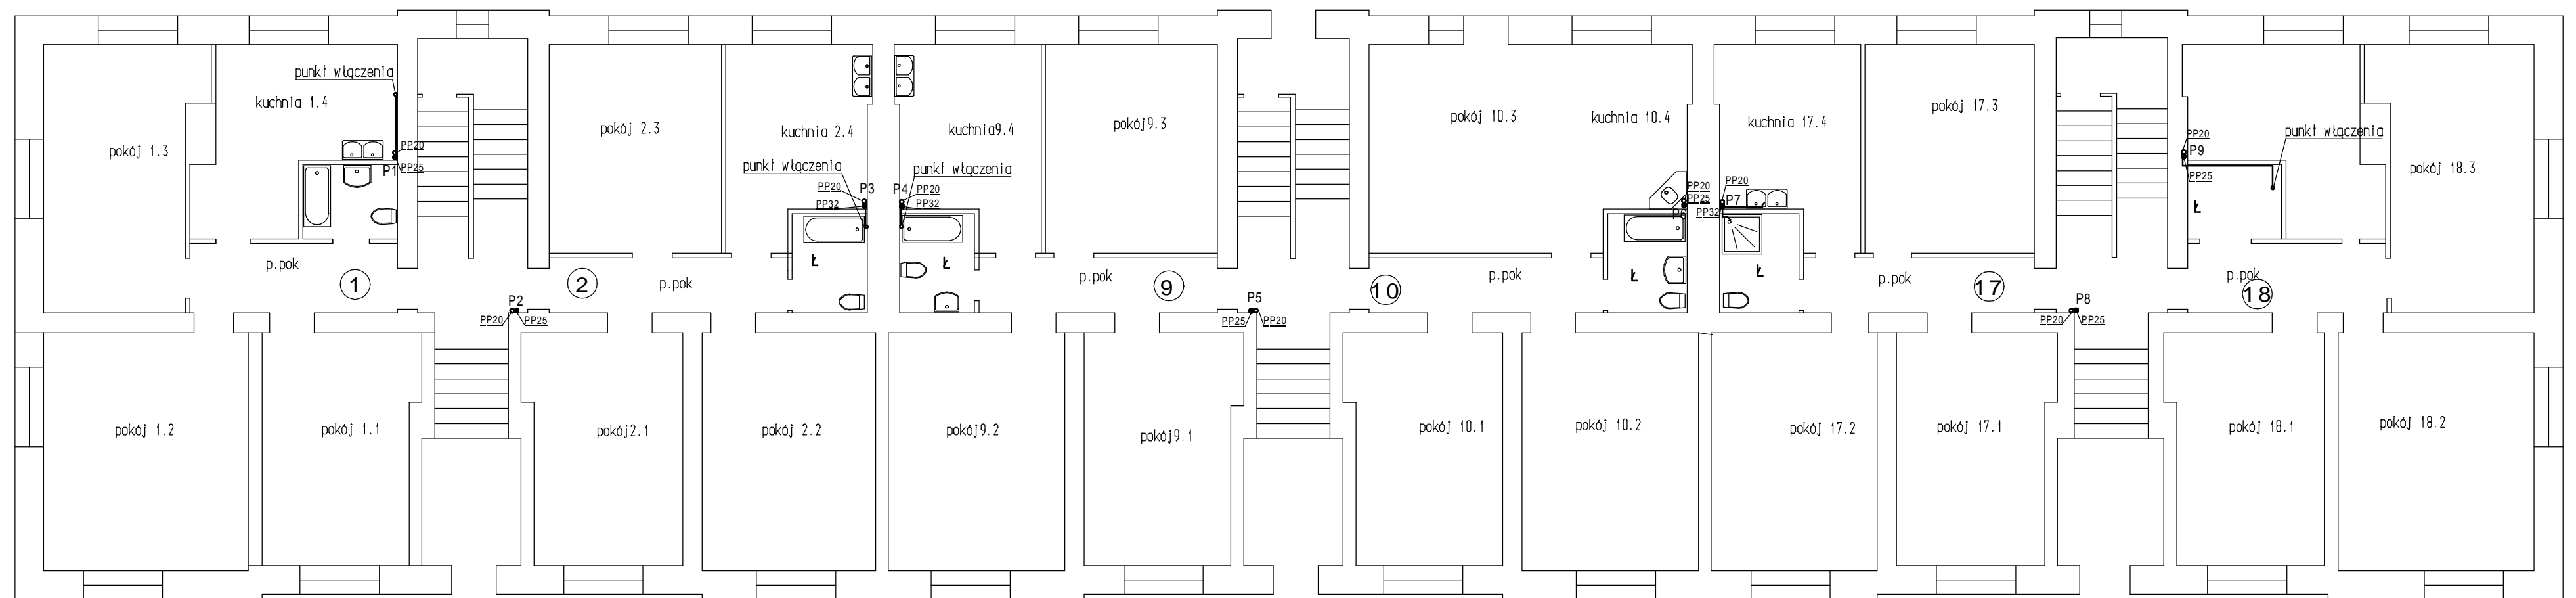 punkt włączenia
kuchnia 1.4
pokój 1.3
PP20
P1
PP25
p.pok
1
pokój 1.2
pokój 1.1
P2
PP20
PP25
2
pokój 2.3
kuchnia 2.4
punkt włączenia
PP20
P3
PP32
Ł
p.pok
pokój2.1
pokój 2.2
kuchnia9.4
pokój9.3
punkt włączenia
P4
PP20
PP32
Ł
p.pok
9
pokój9.2
pokój9.1
P5
PP25
PP20
10
pokój 10.3
kuchnia 10.4
PP20
PP25
P6
Ł
p.pok
pokój 10.1
pokój 10.2
kuchnia 17.4
pokój 17.3
PP20
P7
PP32
Ł
p.pok
17
pokój 17.2
pokój 17.1
P8
PP20
PP25
PP20
P9
PP25
punkt włączenia
Ł
pokój 18.3
p.pok
18
pokój 18.1
pokój 18.2